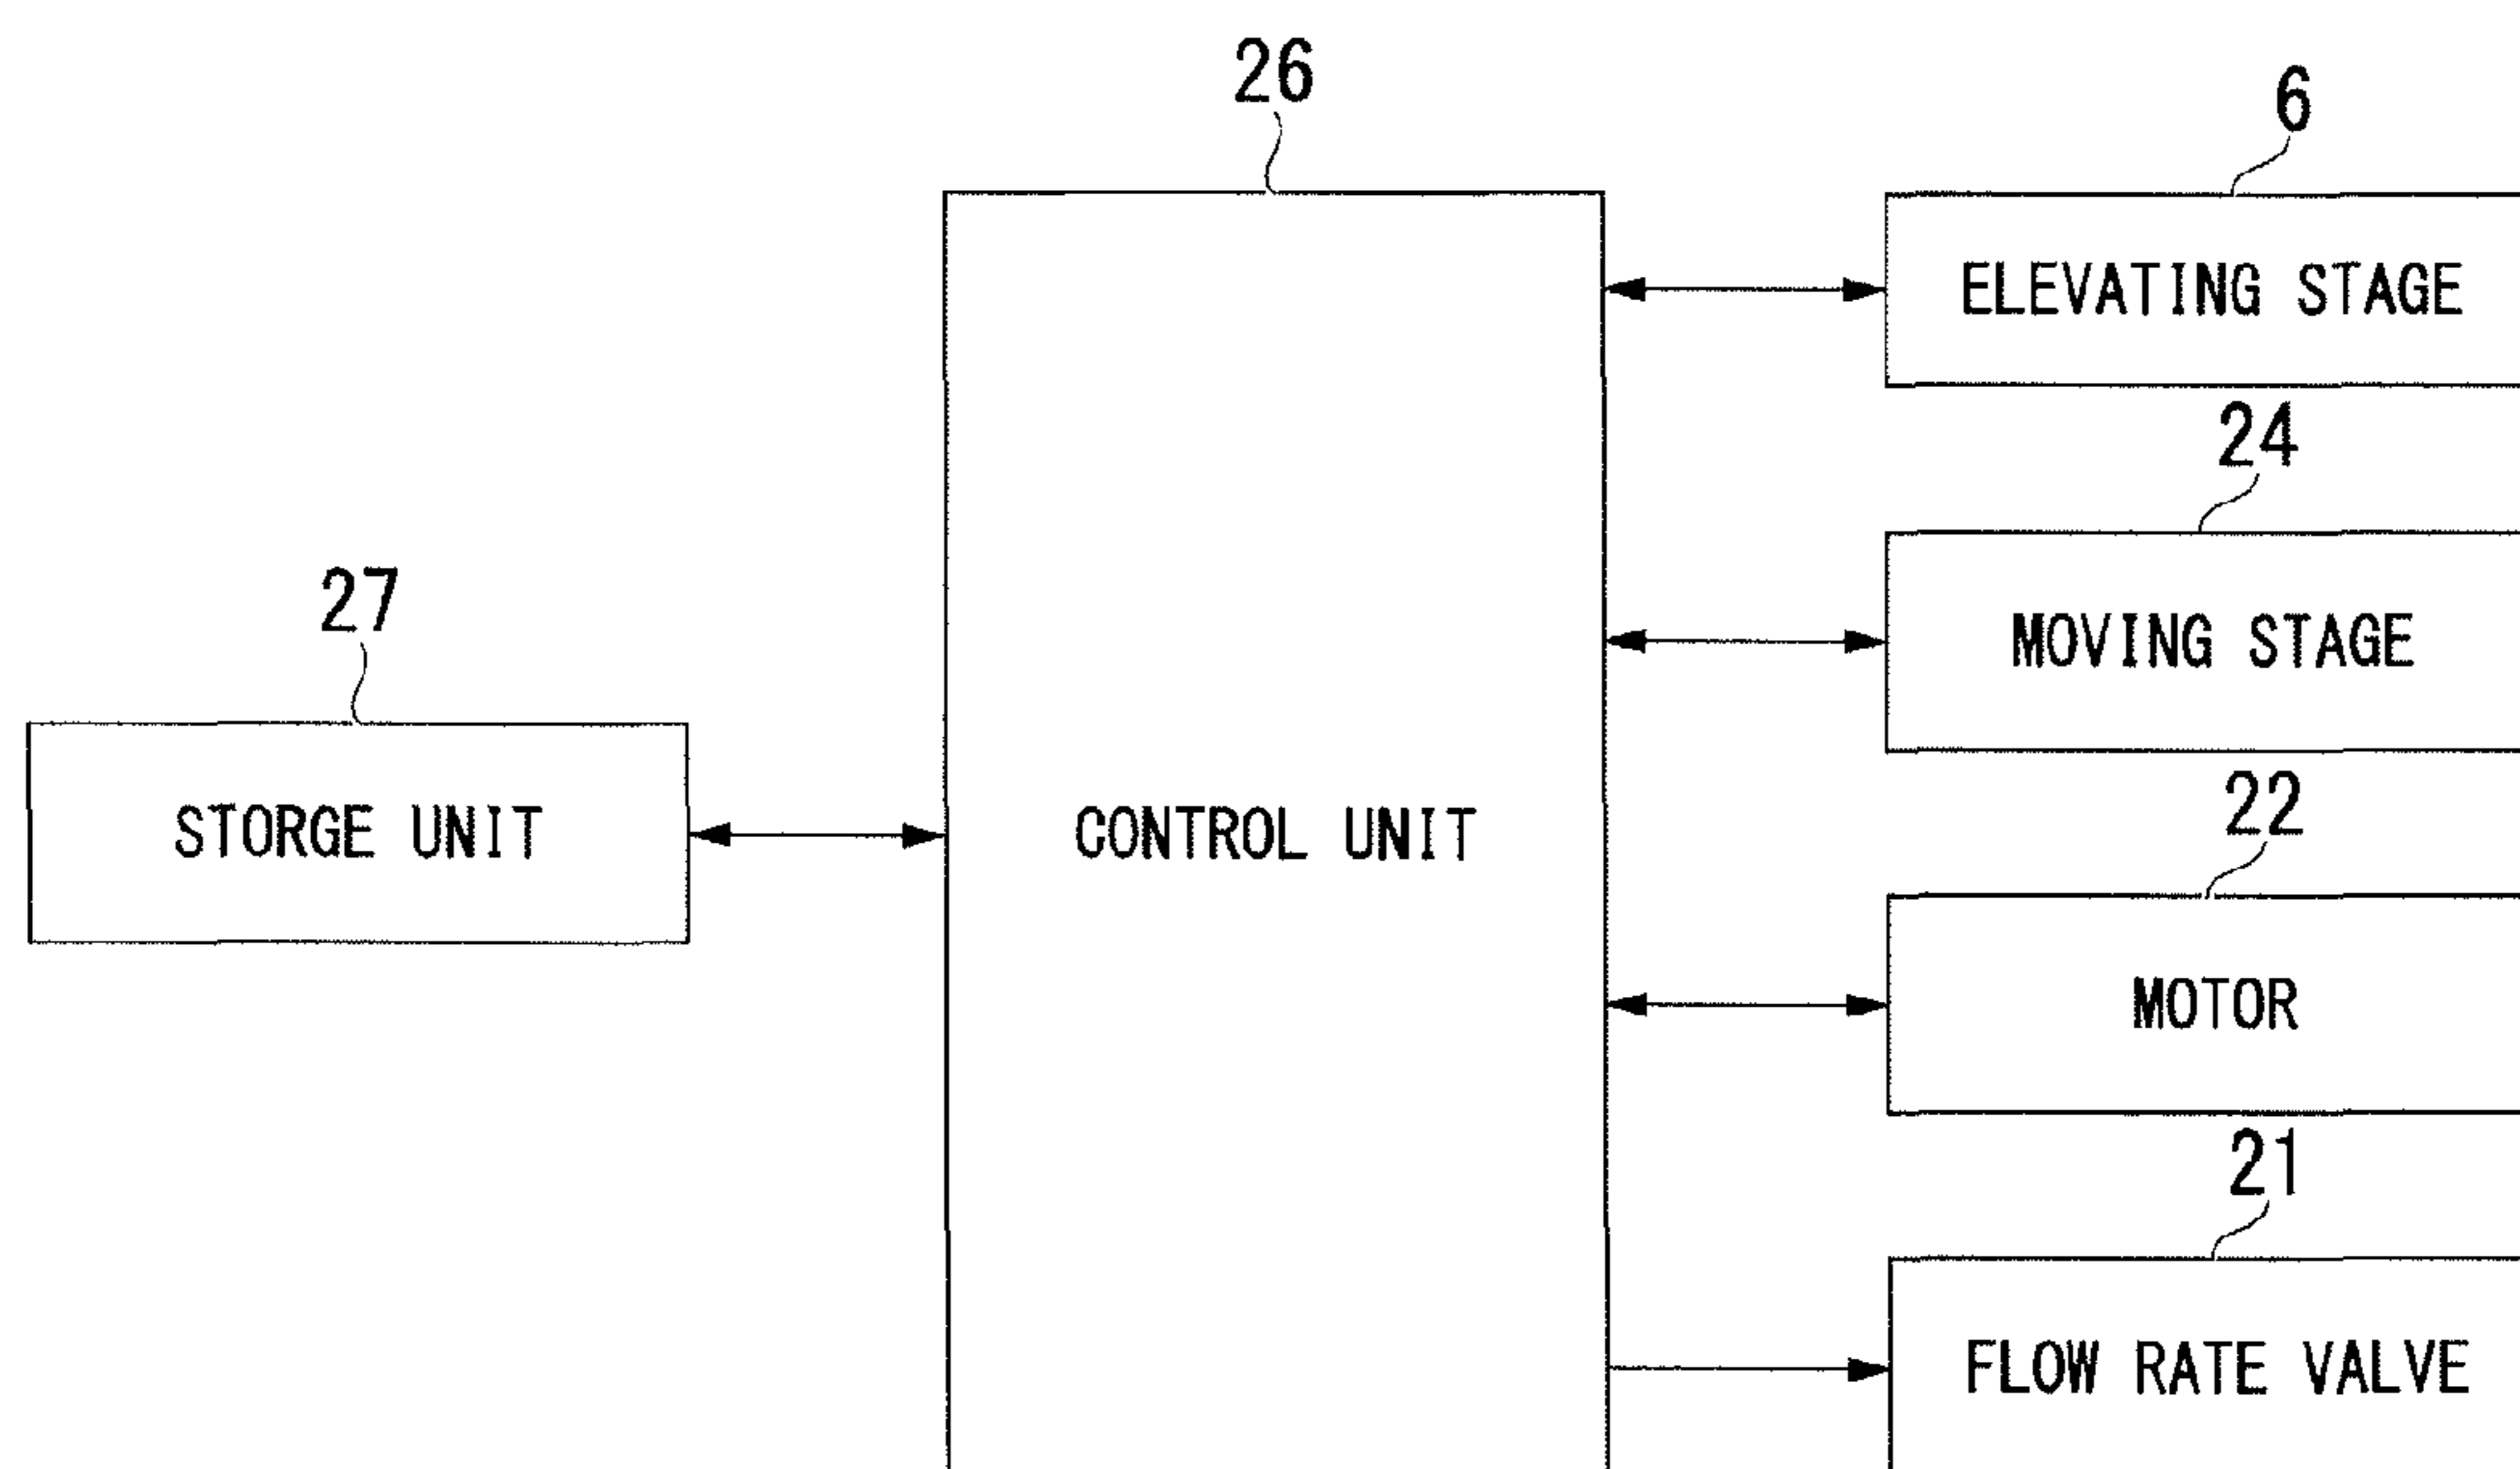 26
6
ELEVATING STAGE
24
MOVING STAGE
27
22
STORGE UNIT
CONTROL UNIT
MOTOR
21
FLOW RATE VALVE